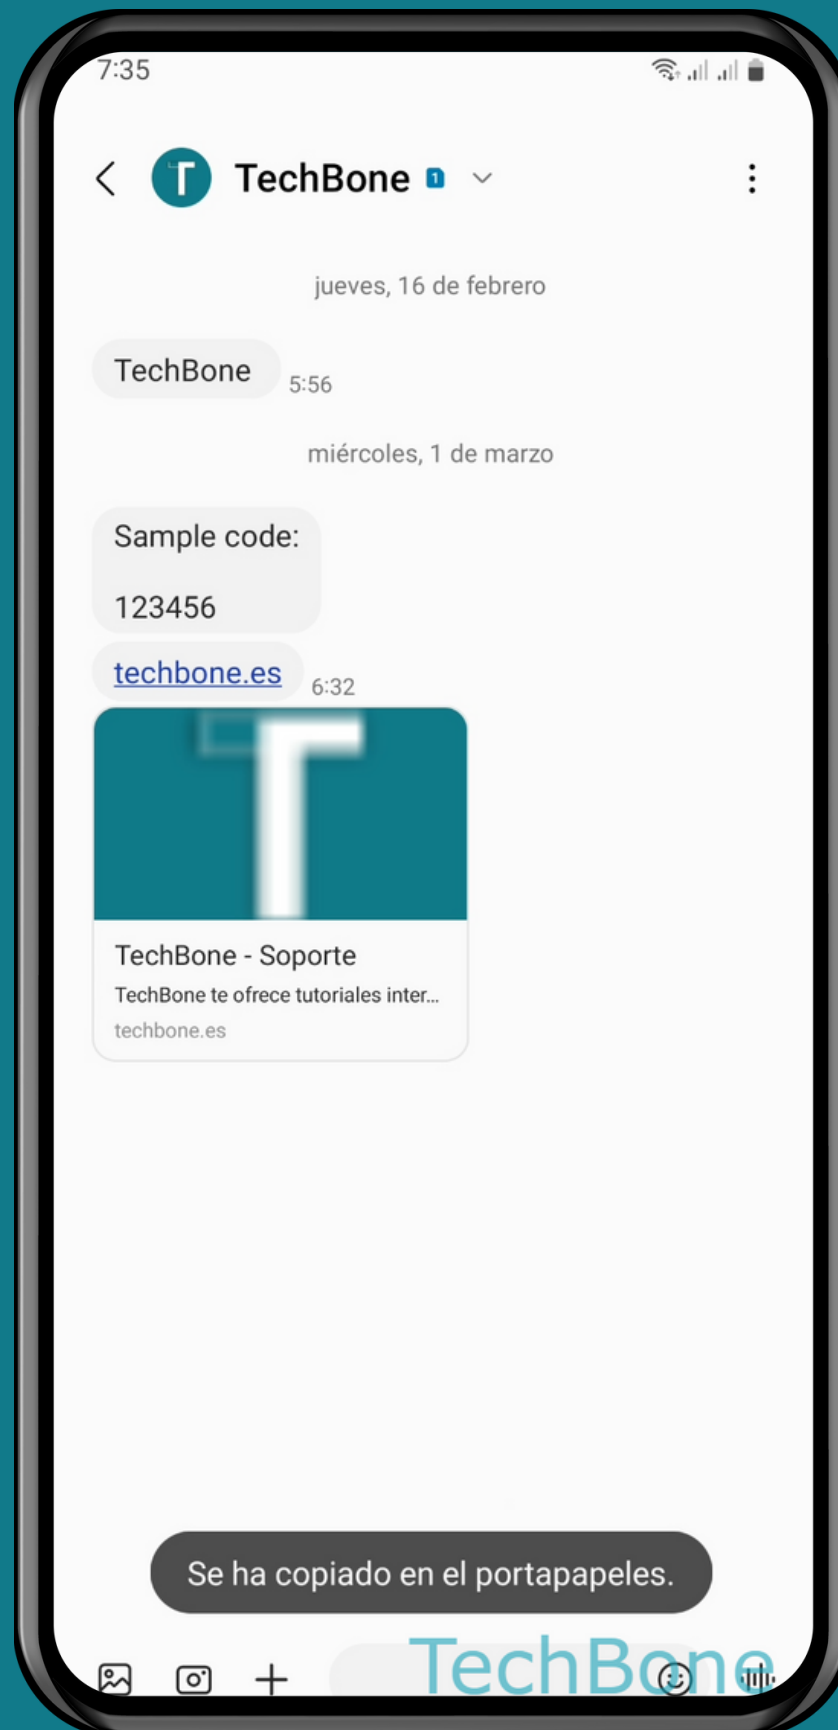 7:35
T TechBone 1
jueves, 16 de febrero
TechBone
5:56
miércoles, 1 de marzo
Sample code:
123456
techbone.es
6:32
T
TechBone - Soporte
TechBone te ofrece tutoriales inter...
techbone.es
Se ha copiado en el portapapeles.
TechBone